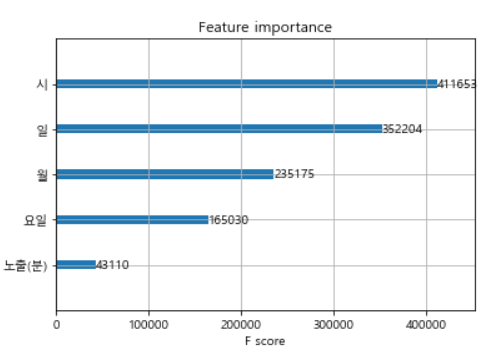 Feature importance
시 411653
일 352204
월 235175
요일 165030
노출(분) 43110
0 100000 200000 300000 400000
F score